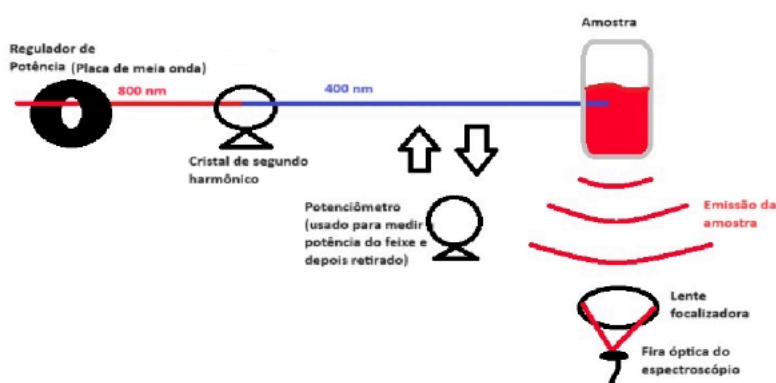 Amostra
Regulador de
Potência (Placa de meia onda)
800 nm
400 nm
Cristal de segundo
harmônico
Potenciômetro
(usado para medir
potência do feixe e
depois retirado)
Emissão da
amostra
Lente
focalizadora
Fira óptica do
espectroscópio